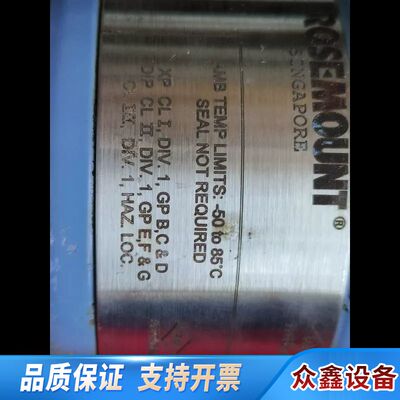 ROSEMOUNT®
SINGAPORE
-MB TEMP LIMITS: -50 to 85°C
SEAL NOT REQUIRED
XP CL I, DIV. 1, GP B,C & D
DIP CL II, DIV. 1, GP E,F & G
CL III, DIV. 1, HAZ. LOC.
品质保证 支持开票
众鑫设备